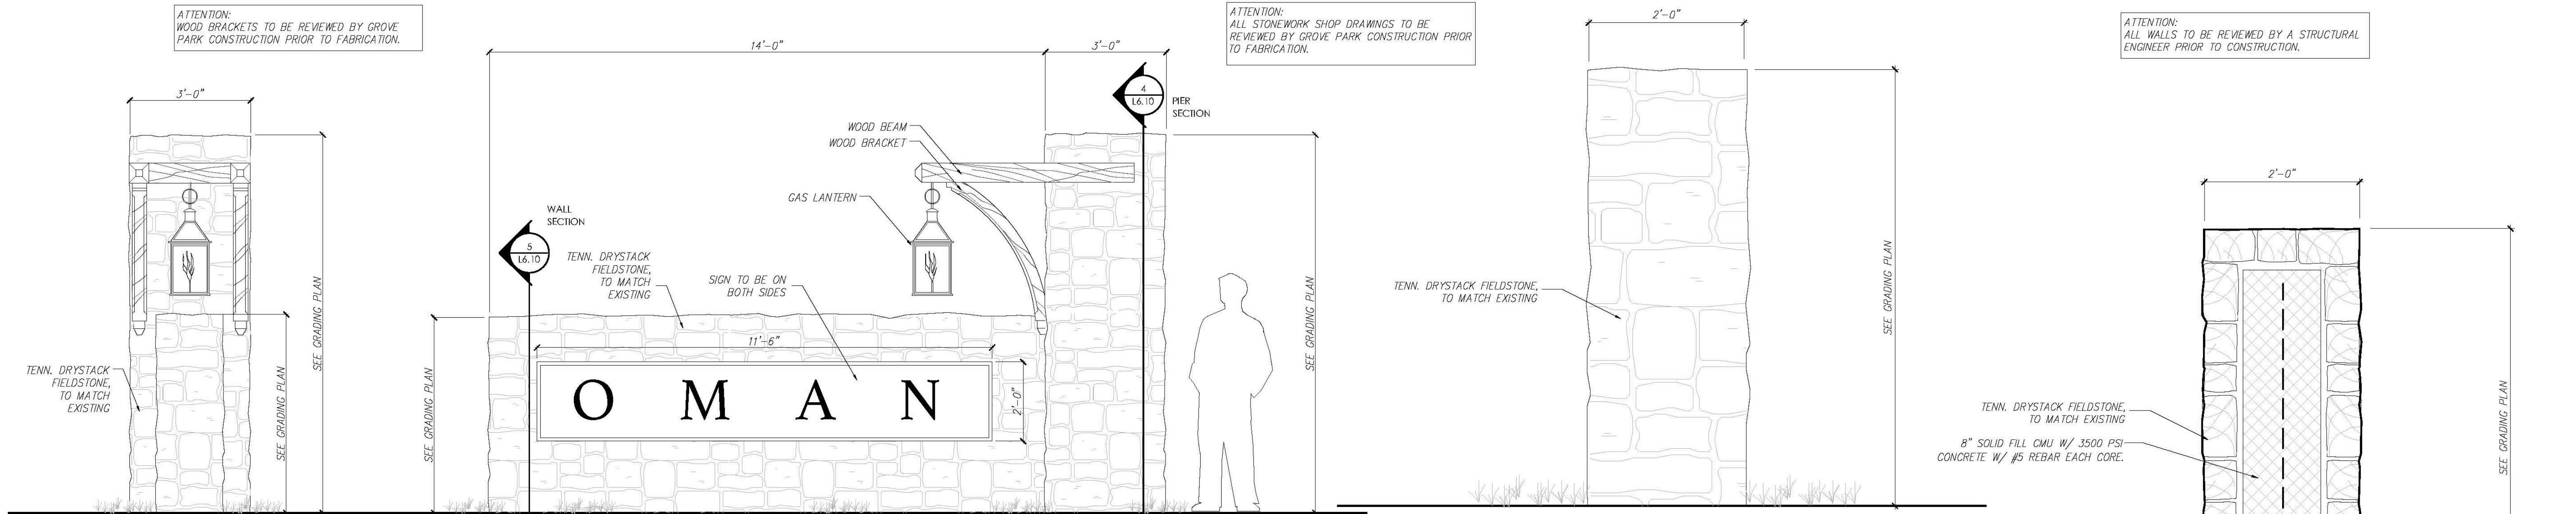 ATTENTION:
WOOD BRACKETS TO BE REVIEWED BY GROVE
PARK CONSTRUCTION PRIOR TO FABRICATION.
3'-0"
SEE GRADING PLAN
SEE GRADING PLAN
TENN. DRYSTACK
FIELDSTONE,
TO MATCH
EXISTING
14'-0"
3'-0"
4
L6.10
PIER
SECTION
WOOD BEAM
WOOD BRACKET
GAS LANTERN
WALL
SECTION
5
L6.10
TENN. DRYSTACK
FIELDSTONE,
TO MATCH
EXISTING
SIGN TO BE ON
BOTH SIDES
11'-6"
2'-0"
O M A N
SEE GRADING PLAN
SEE GRADING PLAN
ATTENTION:
ALL STONEWORK SHOP DRAWINGS TO BE
REVIEWED BY GROVE PARK CONSTRUCTION PRIOR
TO FABRICATION.
2'-0"
TENN. DRYSTACK FIELDSTONE,
TO MATCH EXISTING
SEE GRADING PLAN
ATTENTION:
ALL WALLS TO BE REVIEWED BY A STRUCTURAL
ENGINEER PRIOR TO CONSTRUCTION.
2'-0"
TENN. DRYSTACK FIELDSTONE,
TO MATCH EXISTING
8" SOLID FILL CMU W/ 3500 PSI
CONCRETE W/ #5 REBAR EACH CORE.
SEE GRADING PLAN